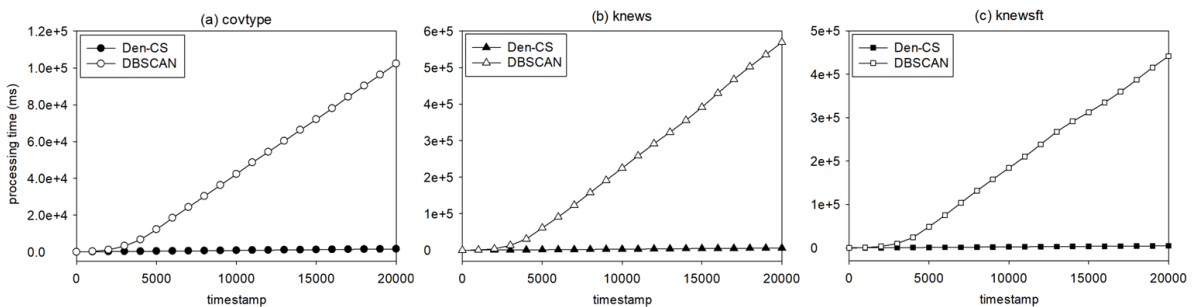 (a) covtype
1.2e+5
1.0e+5
8.0e+4
6.0e+4
4.0e+4
2.0e+4
0.0
processing time (ms)
Den-CS
DBSCAN
0 5000 10000 15000 20000
timestamp
(b) knews
6e+5
5e+5
4e+5
3e+5
2e+5
1e+5
0
Den-CS
DBSCAN
0 5000 10000 15000 20000
timestamp
(c) knewsft
5e+5
4e+5
3e+5
2e+5
1e+5
0
Den-CS
DBSCAN
0 5000 10000 15000 20000
timestamp